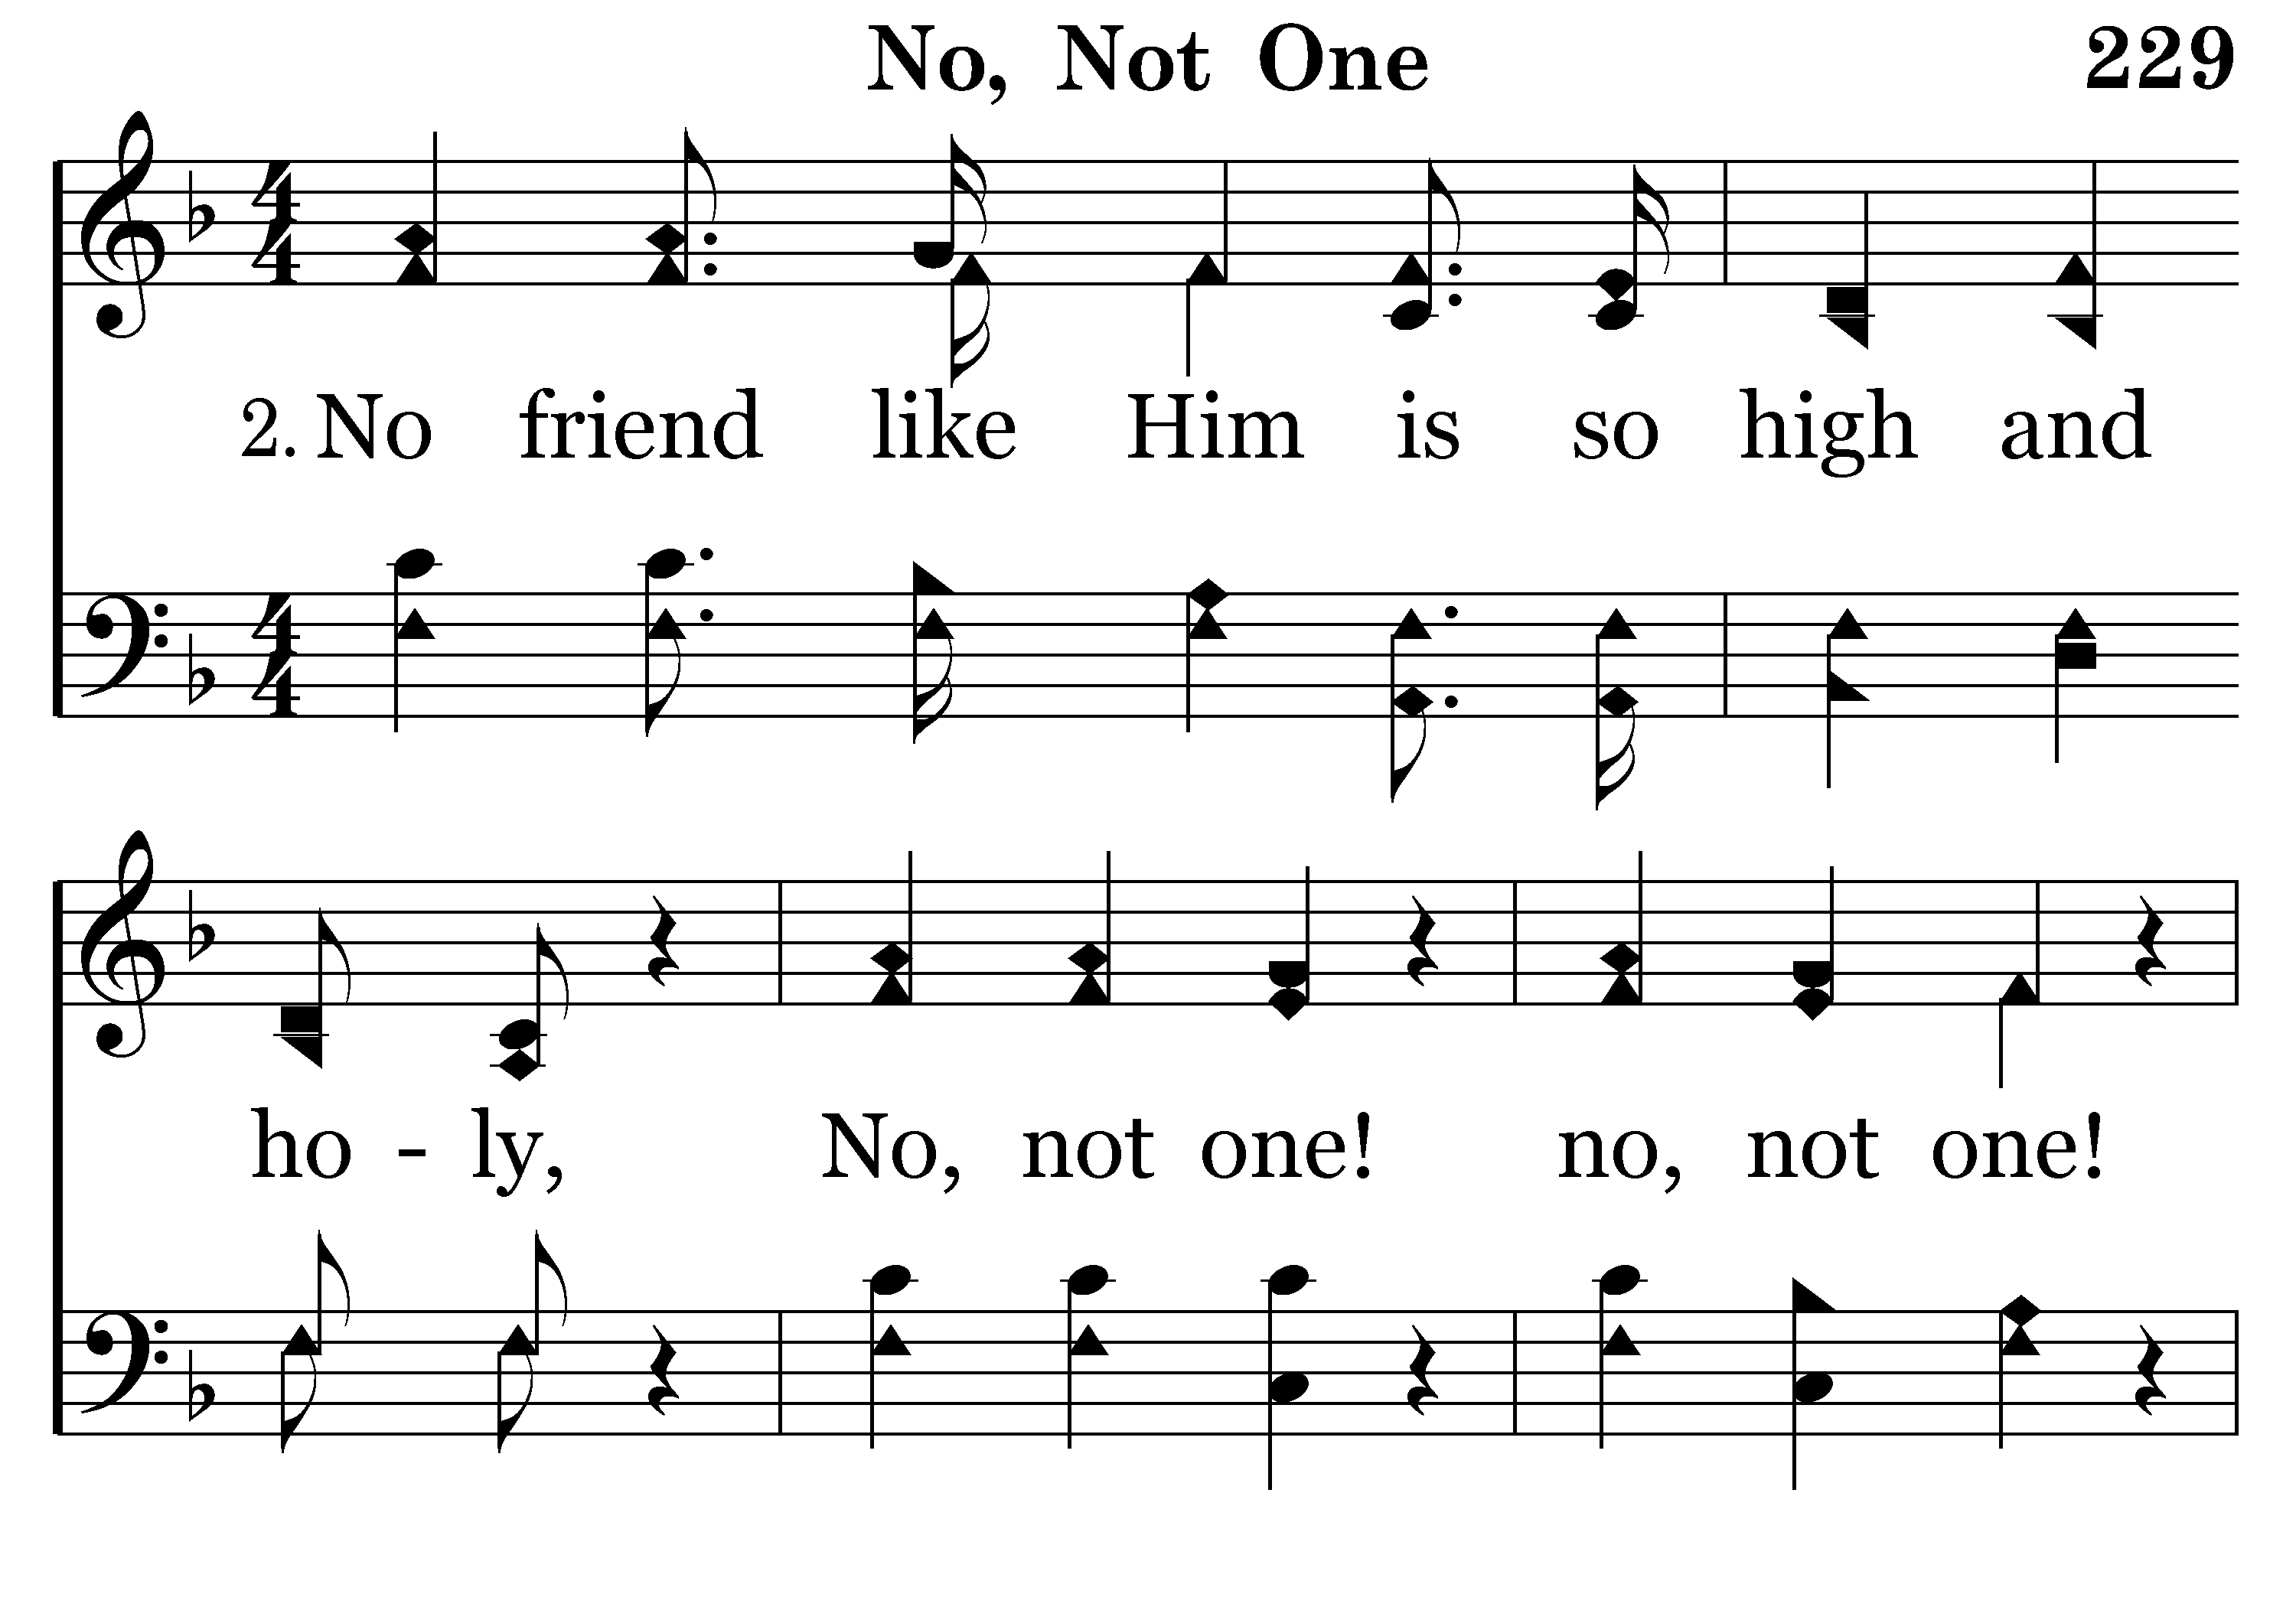 No, Not One 229
2. No friend like Him is so high and
ho - ly, No, not one! no, not one!